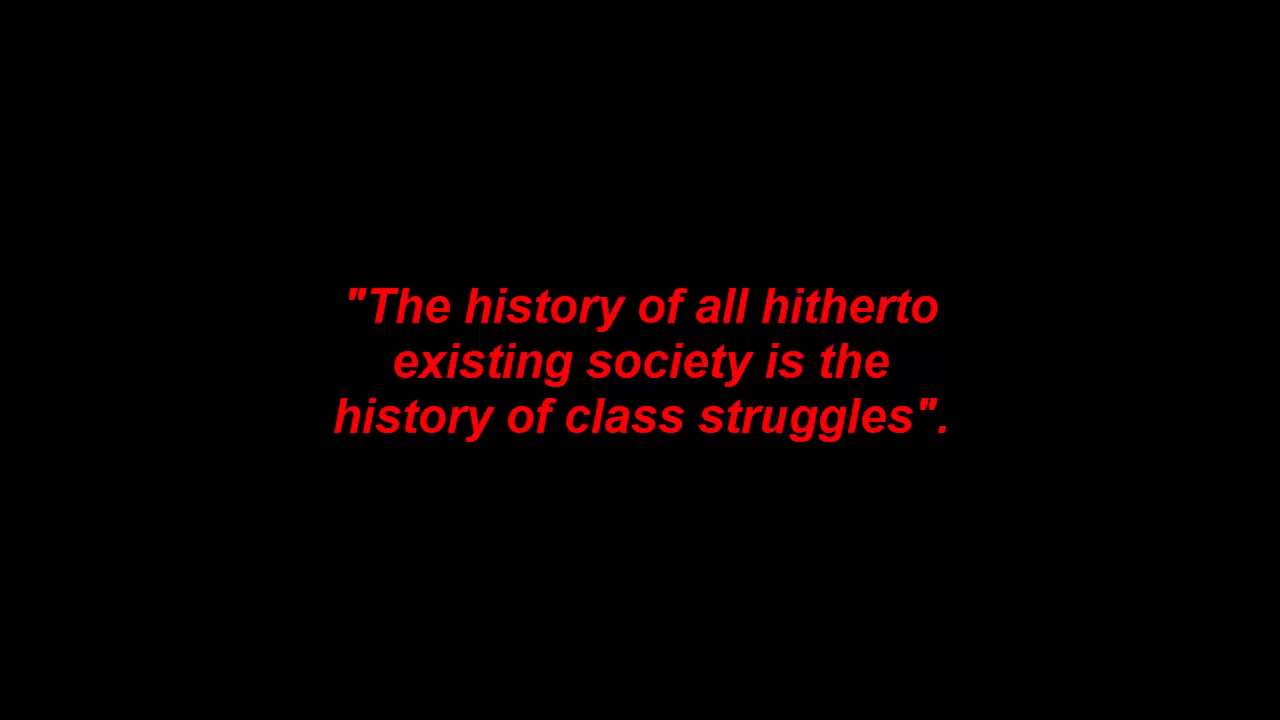 "The history of all hitherto
existing society is the
history of class struggles".